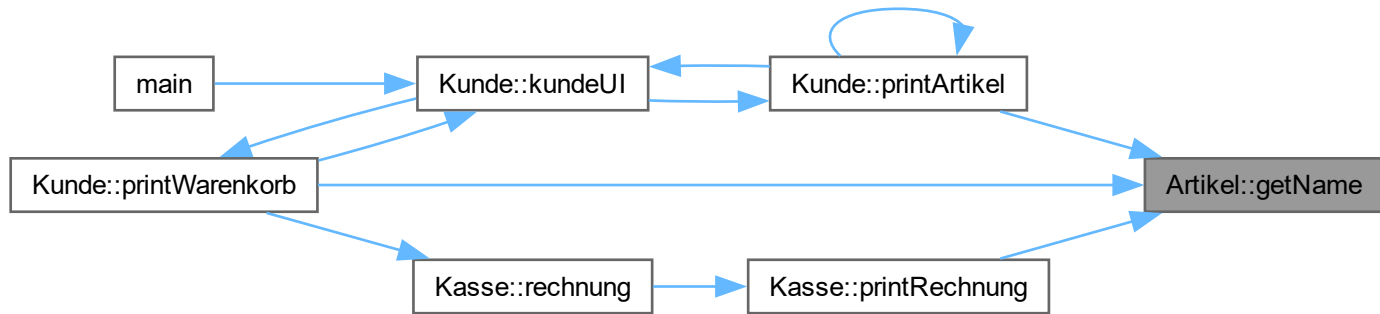 main
Kunde::kundeUI
Kunde::printArtikel
Kunde::printWarenkorb
Artikel::getName
Kasse::rechnung
Kasse::printRechnung